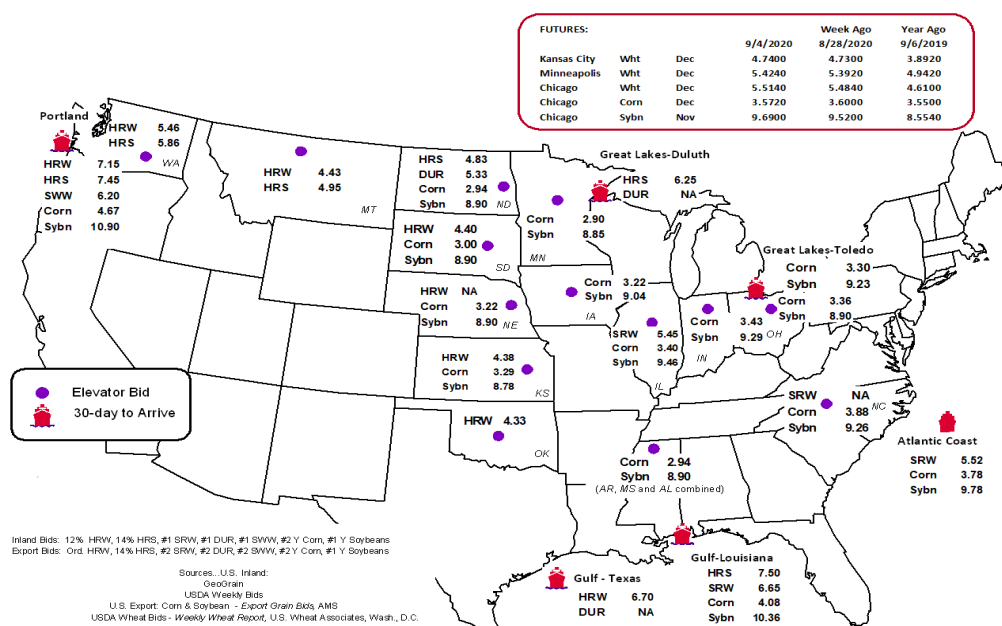 FUTURES: Week Ago Year Ago
9/4/2020 8/28/2020 9/6/2019
Kansas City Wht Dec 4.7400 4.7300 3.8920
Minneapolis Wht Dec 5.4240 5.3920 4.9420
Chicago Wht Dec 5.5140 5.4840 4.6100
Chicago Corn Dec 3.5720 3.6000 3.5500
Chicago Sybn Nov 9.6900 9.5200 8.5540
Portland
HRW 7.15
HRS 7.45
SWW 6.20
Corn 4.67
Sybn 10.90
HRW 5.46
HRS 5.86
WA
HRW 4.43
HRS 4.95
MT
HRS 4.83
DUR 5.33
Corn 2.94
Sybn 8.90
ND
HRW 4.40
Corn 3.00
Sybn 8.90
SD
HRW NA
Corn 3.22
Sybn 8.90
NE
HRW 4.38
Corn 3.29
Sybn 8.78
KS
HRW 4.33
OK
Great Lakes-Duluth
HRS 6.25
DUR NA
Corn 2.90
Sybn 8.85
MN
Corn 3.22
Sybn 9.04
IA
SRW 5.45
Corn 3.40
Sybn 9.46
IL
Great Lakes-Toledo
Corn 3.30
Sybn 9.23
Corn 3.36
Sybn 8.90
OH
Corn 3.43
Sybn 9.29
IN
SRW NA
Corn 3.88
Sybn 9.26
NC
Atlantic Coast
SRW 5.52
Corn 3.78
Sybn 9.78
Corn 2.94
Sybn 8.90
(AR, MS and AL combined)
Gulf-Louisiana
HRS 7.50
SRW 6.65
Corn 4.08
Sybn 10.36
Gulf - Texas
HRW 6.70
DUR NA
Elevator Bid
30-day to Arrive
Inland Bids: 12% HRW, 14% HRS, #1 SRW, #1 DUR, #1 SWW, #2 Y Corn, #1 Y Soybeans
Export Bids: Ord. HRW, 14% HRS, #2 SRW, #2 DUR, #2 SWW, #2 Y Corn, #1 Y Soybeans
Sources...U.S. Inland:
GeoGrain
USDA Weekly Bids
U.S. Export: Corn & Soybean - Export Grain Bids, AMS
USDA Wheat Bids - Weekly Wheat Report, U.S. Wheat Associates, Wash., D.C.